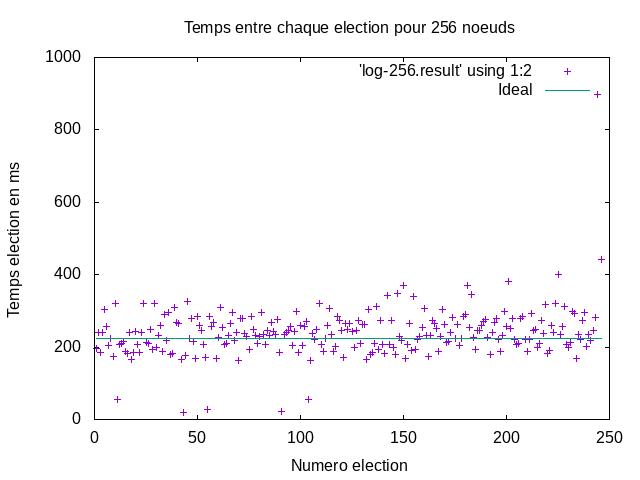 Temps entre chaque election pour 256 noeuds
1000
800
600
400
200
0
0 50 100 150 200 250
Temps election en ms
Numero election
'log-256.result' using 1:2
Ideal